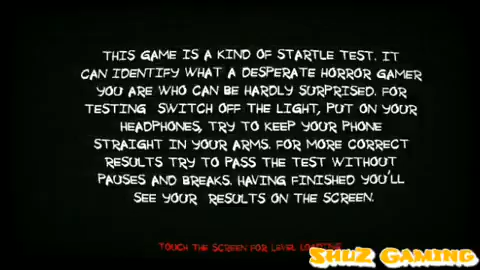 THIS GAME IS A KIND OF STARTLE TEST. IT
CAN IDENTIFY WHAT A DESPERATE HORROR GAMER
YOU ARE WHO CAN BE HARDLY SURPRISED. FOR
TESTING SWITCH OFF THE LIGHT, PUT ON YOUR
HEADPHONES, TRY TO KEEP YOUR PHONE
STRAIGHT IN YOUR ARMS. FOR MORE CORRECT
RESULTS TRY TO PASS THE TEST WITHOUT
PAUSES AND BREAKS. HAVING FINISHED YOU'LL
SEE YOUR RESULTS ON THE SCREEN.
TOUCH THE SCREEN FOR LEVEL
SHUZ GAMING